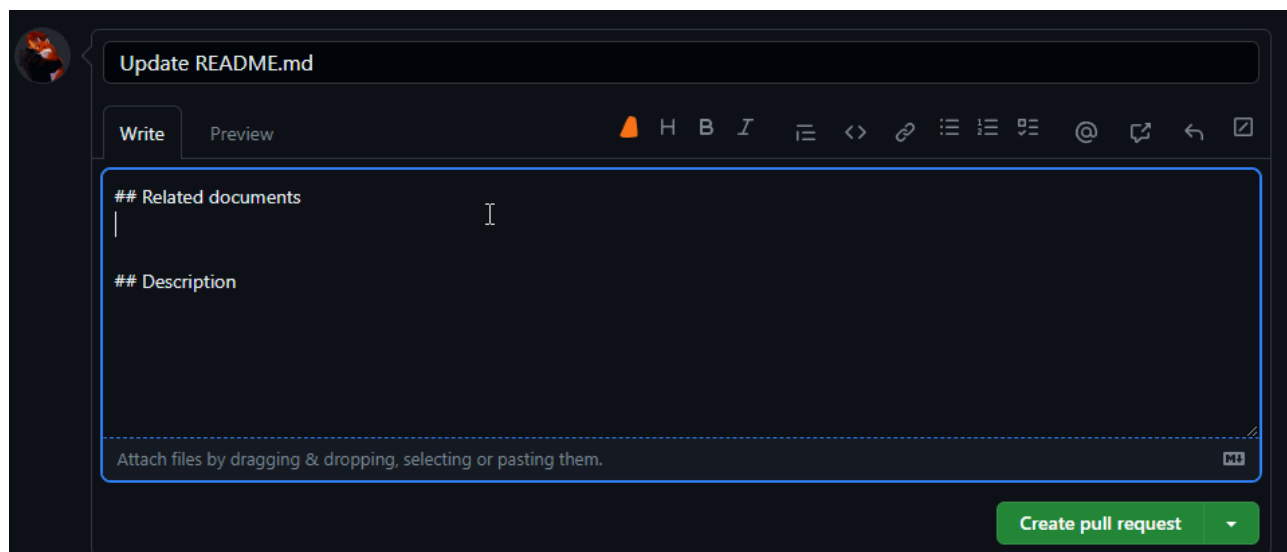 Update README.md
Write Preview H B I @
## Related documents
## Description
Attach files by dragging & dropping, selecting or pasting them.
Create pull request